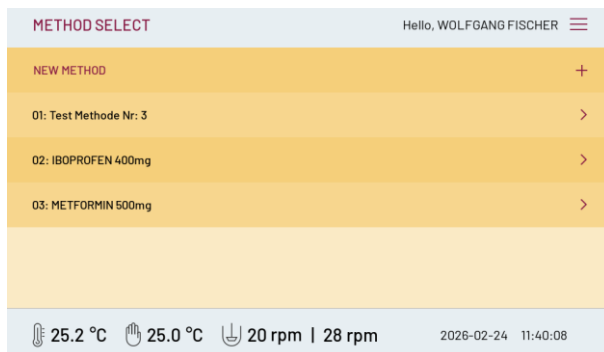 METHOD SELECT Hello, WOLFGANG FISCHER
NEW METHOD +
01: Test Methode Nr: 3
02: IBOPROFEN 400mg
03: METFORMIN 500mg
25.2 °C 25.0 °C 20 rpm | 28 rpm 2026-02-24 11:40:08